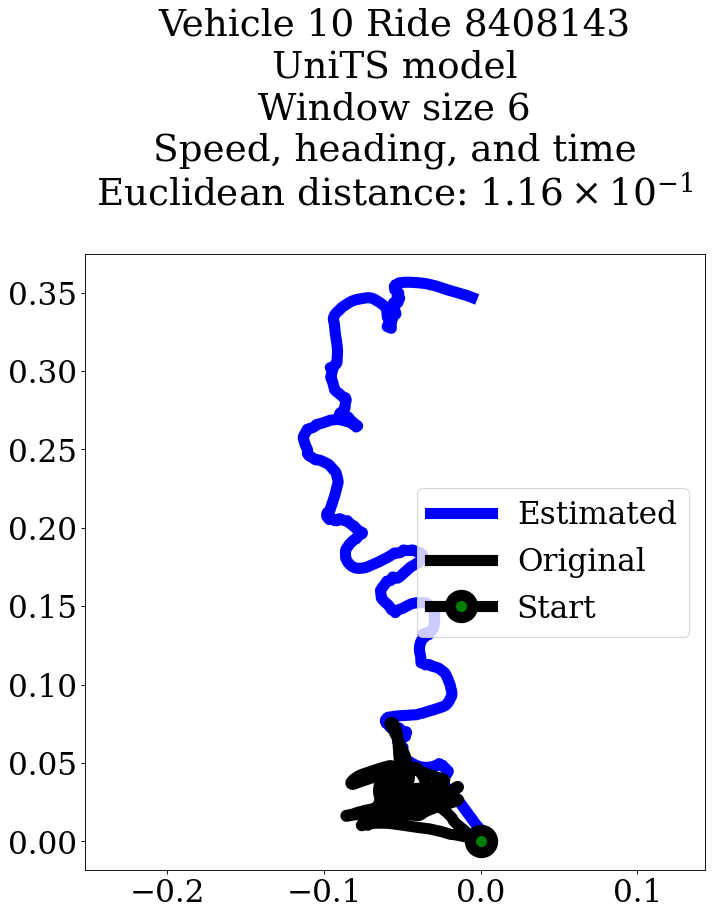 Vehicle 10 Ride 8408143
UniTS model
Window size 6
Speed, heading, and time
Euclidean distance: 1.16 × 10⁻¹
0.35
0.30
0.25
0.20
0.15
0.10
0.05
0.00
Estimated
Original
Start
−0.2 −0.1 0.0 0.1